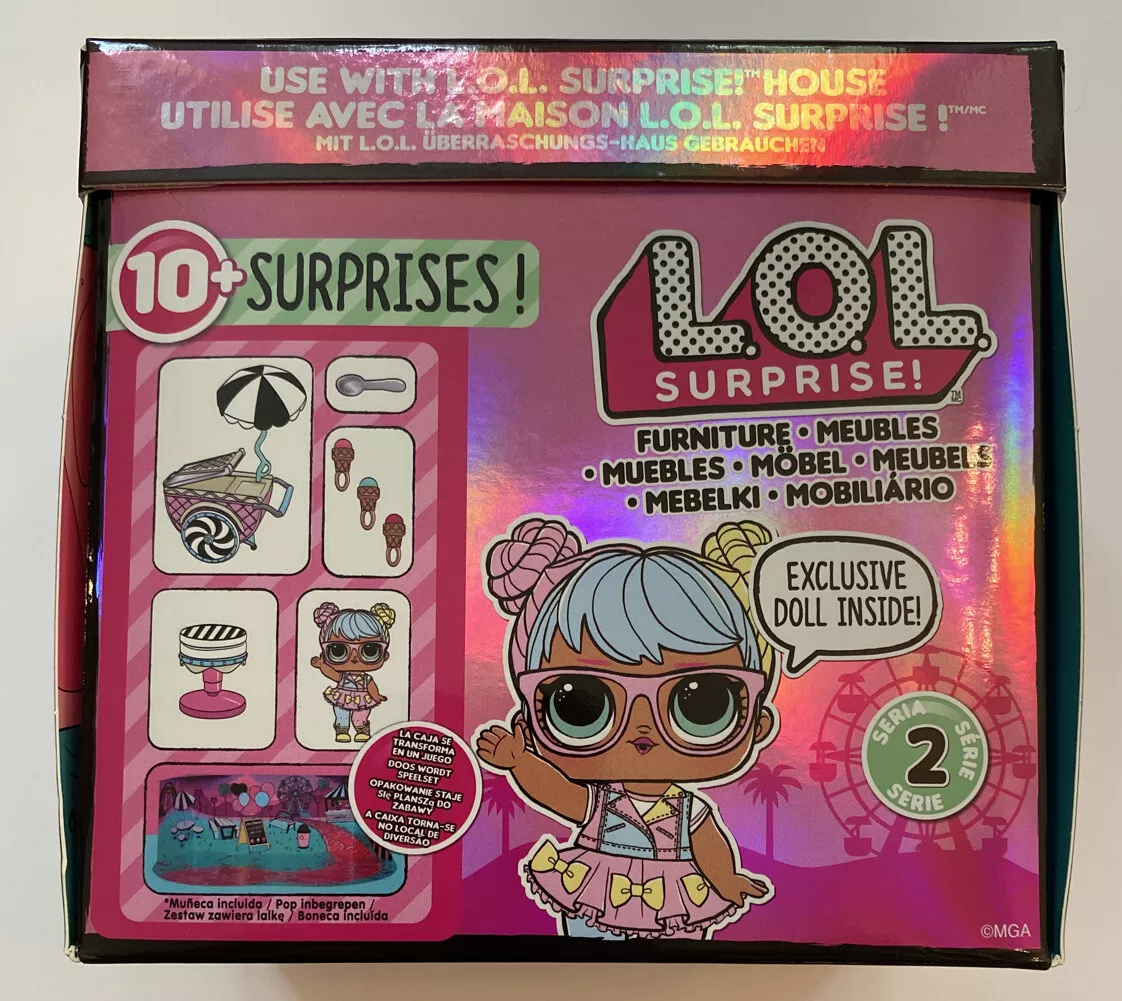 USE WITH L.O.L. SURPRISE!™ HOUSE
UTILISE AVEC LA MAISON L.O.L. SURPRISE !™/MC
MIT L.O.L. ÜBERRASCHUNGS-HAUS GEBRAUCHEN
10+ SURPRISES!
L.O.L.
SURPRISE!
TM
MC
FURNITURE • MEUBLES
• MUEBLES • MÖBEL • MEUBELS
• MEBELKI • MOBILIÁRIO
EXCLUSIVE
DOLL INSIDE!
SERIA
SÉRIE
2
SERIE
LA CAJA SE
TRANSFORMA
EN UN JUEGO
DOOS WORDT
SPEELSET
OPAKOWANIE STAJE
SIĘ PLANSZĄ DO
ZABAWY
A CAIXA TORNA-SE
NO LOCAL DE
DIVERSÃO
*Muñeca incluida / Pop inbegrepen /
Zestaw zawiera lalkę / Boneca incluída
©MGA